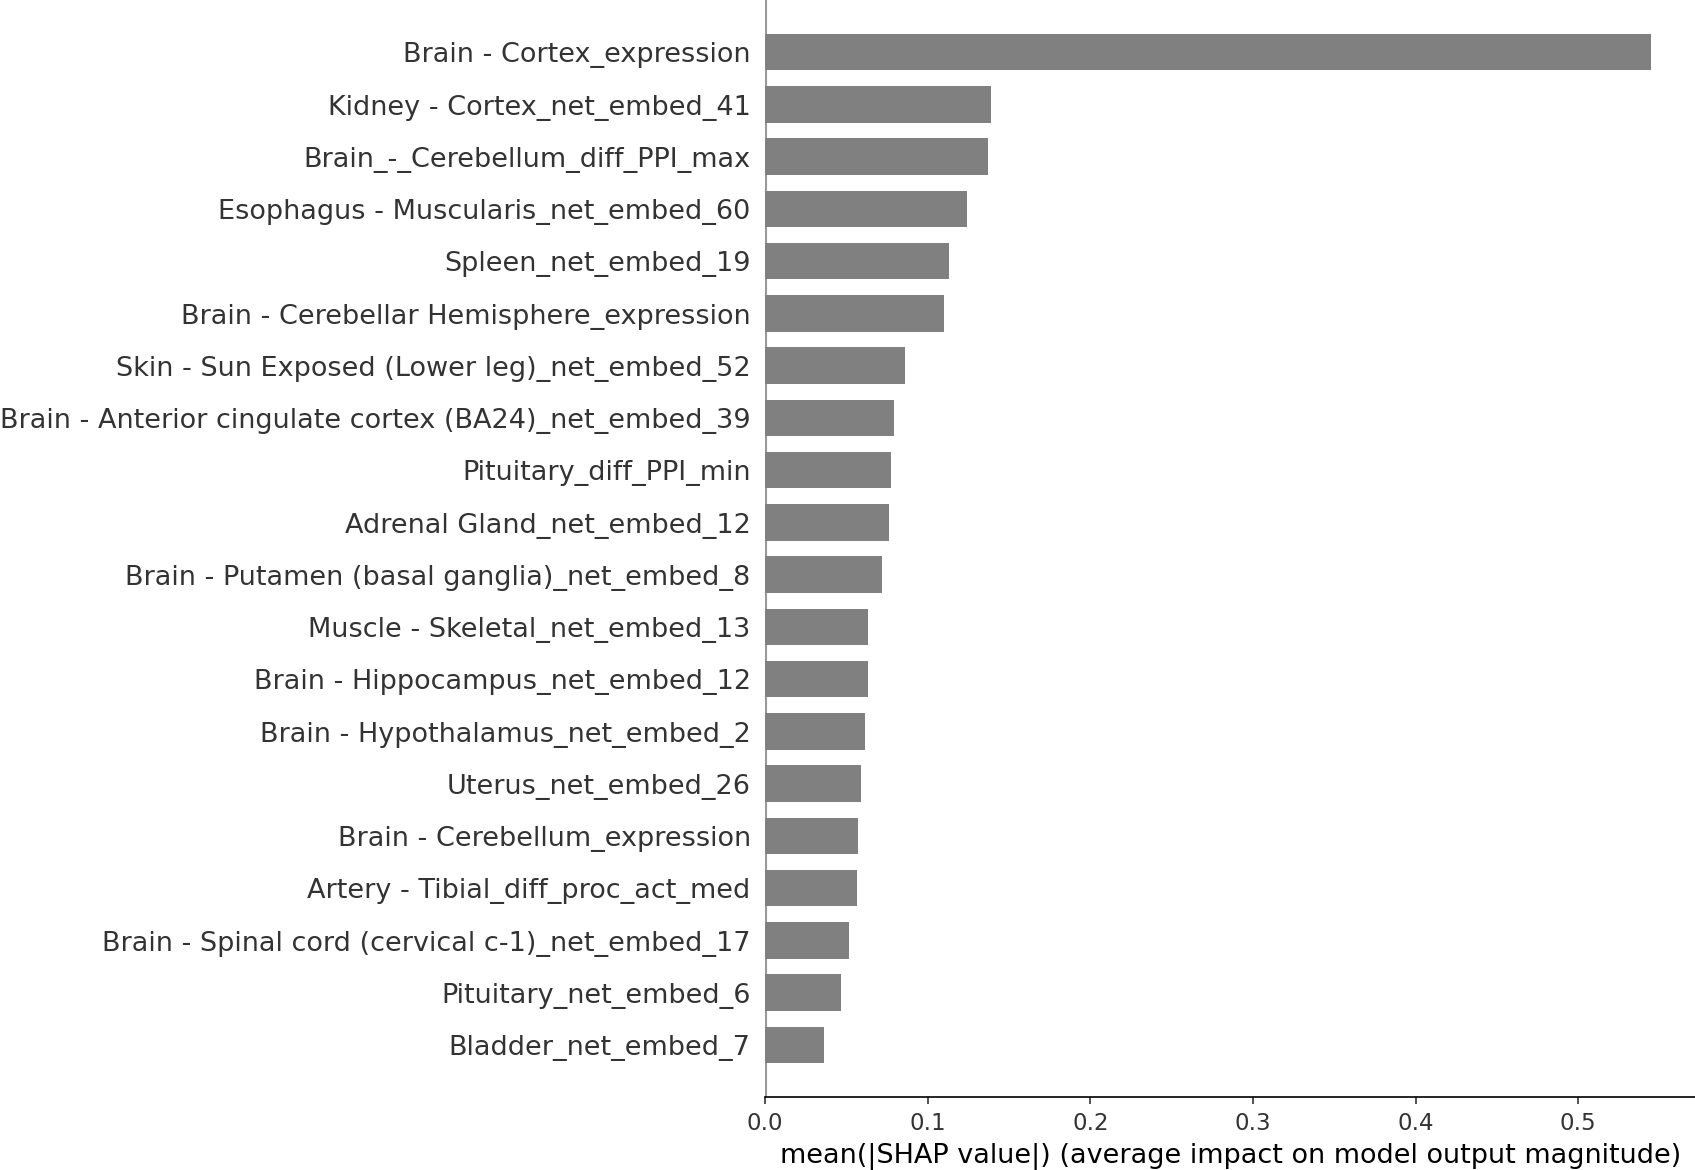 Brain - Cortex_expression
Kidney - Cortex_net_embed_41
Brain_-_Cerebellum_diff_PPI_max
Esophagus - Muscularis_net_embed_60
Spleen_net_embed_19
Brain - Cerebellar Hemisphere_expression
Skin - Sun Exposed (Lower leg)_net_embed_52
Brain - Anterior cingulate cortex (BA24)_net_embed_39
Pituitary_diff_PPI_min
Adrenal Gland_net_embed_12
Brain - Putamen (basal ganglia)_net_embed_8
Muscle - Skeletal_net_embed_13
Brain - Hippocampus_net_embed_12
Brain - Hypothalamus_net_embed_2
Uterus_net_embed_26
Brain - Cerebellum_expression
Artery - Tibial_diff_proc_act_med
Brain - Spinal cord (cervical c-1)_net_embed_17
Pituitary_net_embed_6
Bladder_net_embed_7
0.0 0.1 0.2 0.3 0.4 0.5
mean(|SHAP value|) (average impact on model output magnitude)